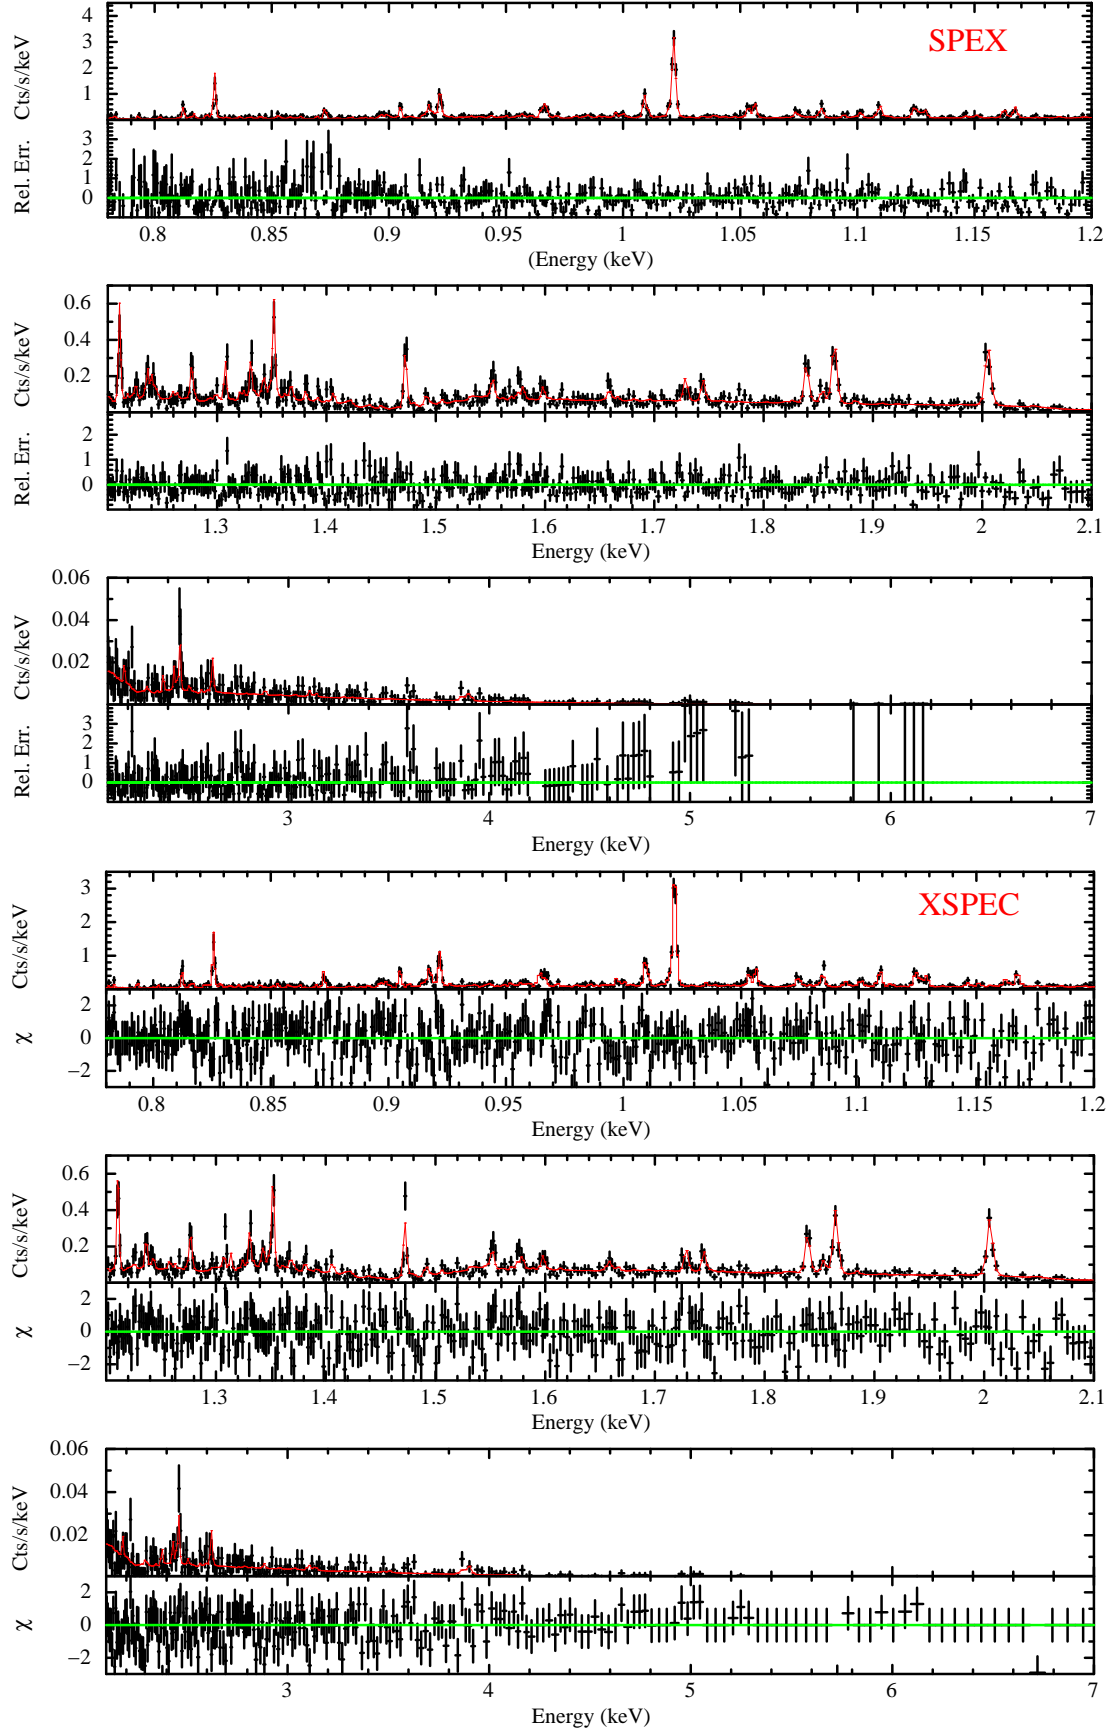 SPEX
Cts/s/keV
4
3
2
1
Rel. Err.
3
2
1
0
0.8 0.85 0.9 0.95 1 1.05 1.1 1.15 1.2
(Energy (keV)
Cts/s/keV
0.6
0.4
0.2
Rel. Err.
2
1
0
1.3 1.4 1.5 1.6 1.7 1.8 1.9 2 2.1
Energy (keV)
Cts/s/keV
0.06
0.04
0.02
Rel. Err.
3
2
1
0
3 4 5 6 7
Energy (keV)
XSPEC
Cts/s/keV
3
2
1
χ
2
0
−2
0.8 0.85 0.9 0.95 1 1.05 1.1 1.15 1.2
Energy (keV)
Cts/s/keV
0.6
0.4
0.2
χ
2
0
−2
1.3 1.4 1.5 1.6 1.7 1.8 1.9 2 2.1
Energy (keV)
Cts/s/keV
0.06
0.04
0.02
χ
2
0
−2
3 4 5 6 7
Energy (keV)